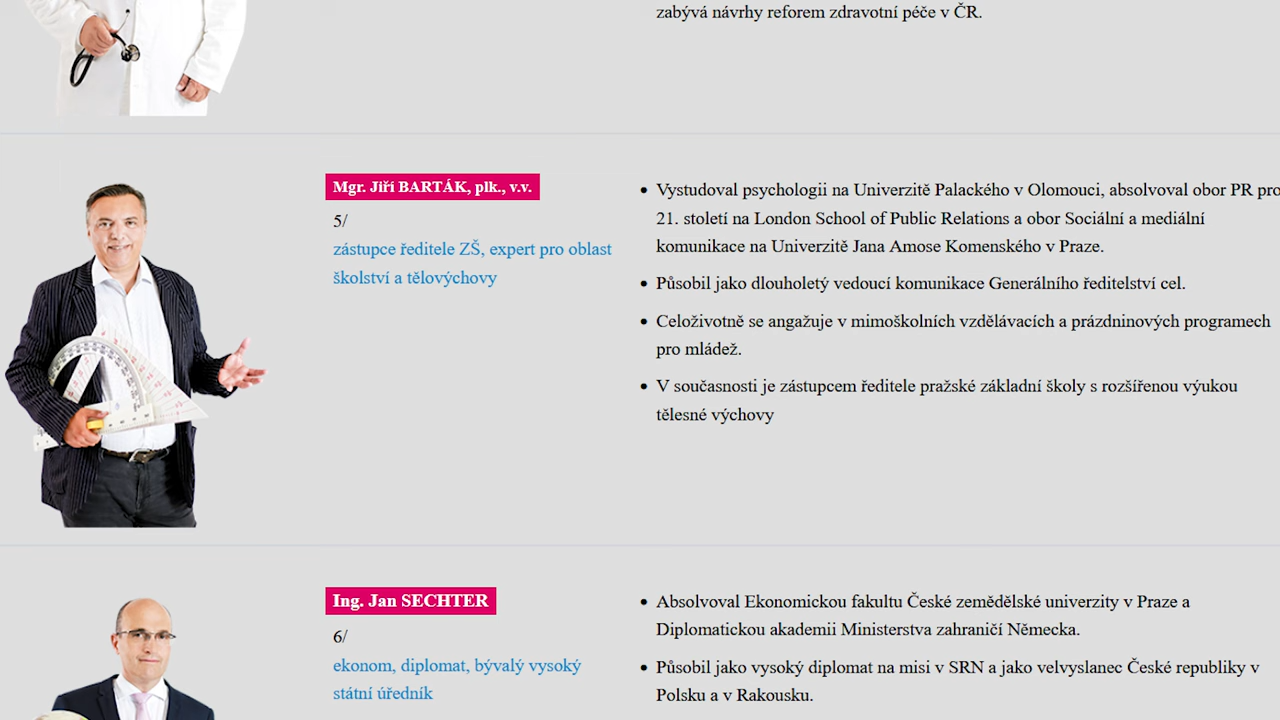 zabývá návrhy reforem zdravotní péče v ČR.
Mgr. Jiří BARTÁK, plk., v.v.
5/
zástupce ředitele ZŠ, expert pro oblast
školství a tělovýchovy
• Vystudoval psychologii na Univerzitě Palackého v Olomouci, absolvoval obor PR pro
21. století na London School of Public Relations a obor Sociální a mediální
komunikace na Univerzitě Jana Amose Komenského v Praze.
• Působil jako dlouholetý vedoucí komunikace Generálního ředitelství cel.
• Celoživotně se angažuje v mimoškolních vzdělávacích a prázdninových programech
pro mládež.
• V současnosti je zástupcem ředitele pražské základní školy s rozšířenou výukou
tělesné výchovy
Ing. Jan SECHTER
6/
ekonom, diplomat, bývalý vysoký
státní úředník
• Absolvoval Ekonomickou fakultu České zemědělské univerzity v Praze a
Diplomatickou akademii Ministerstva zahraničí Německa.
• Působil jako vysoký diplomat na misi v SRN a jako velvyslanec České republiky v
Polsku a v Rakousku.